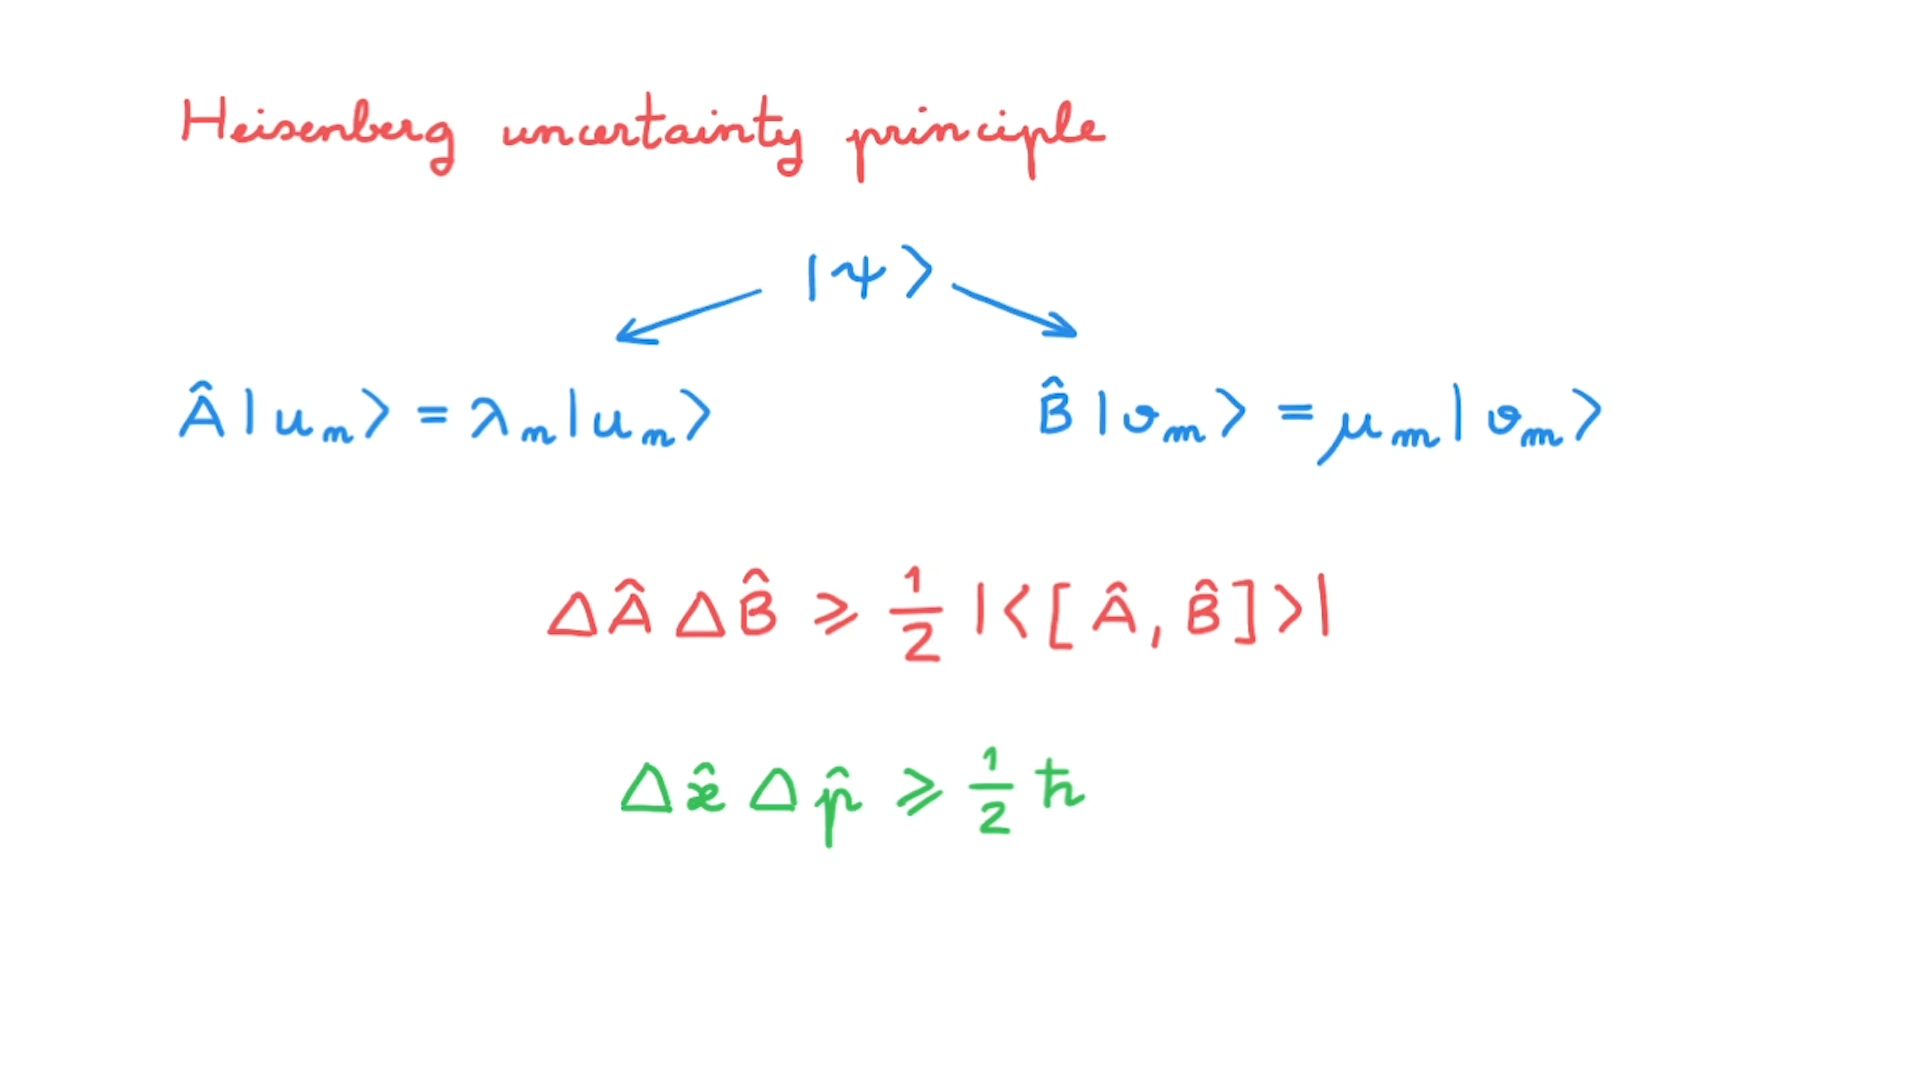 Heisenberg uncertainty principle
|ψ⟩
Â|uₙ⟩ = λₙ|uₙ⟩ B̂|vₘ⟩ = μₘ|vₘ⟩
ΔÂ ΔB̂ ⩾ 1/2 |⟨[Â, B̂]⟩|
Δx̂ Δp̂ ⩾ 1/2 ħ